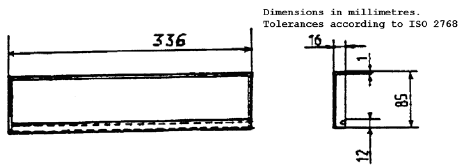 Dimensions in millimetres.
Tolerances according to ISO 2768
336
16
1
85
12